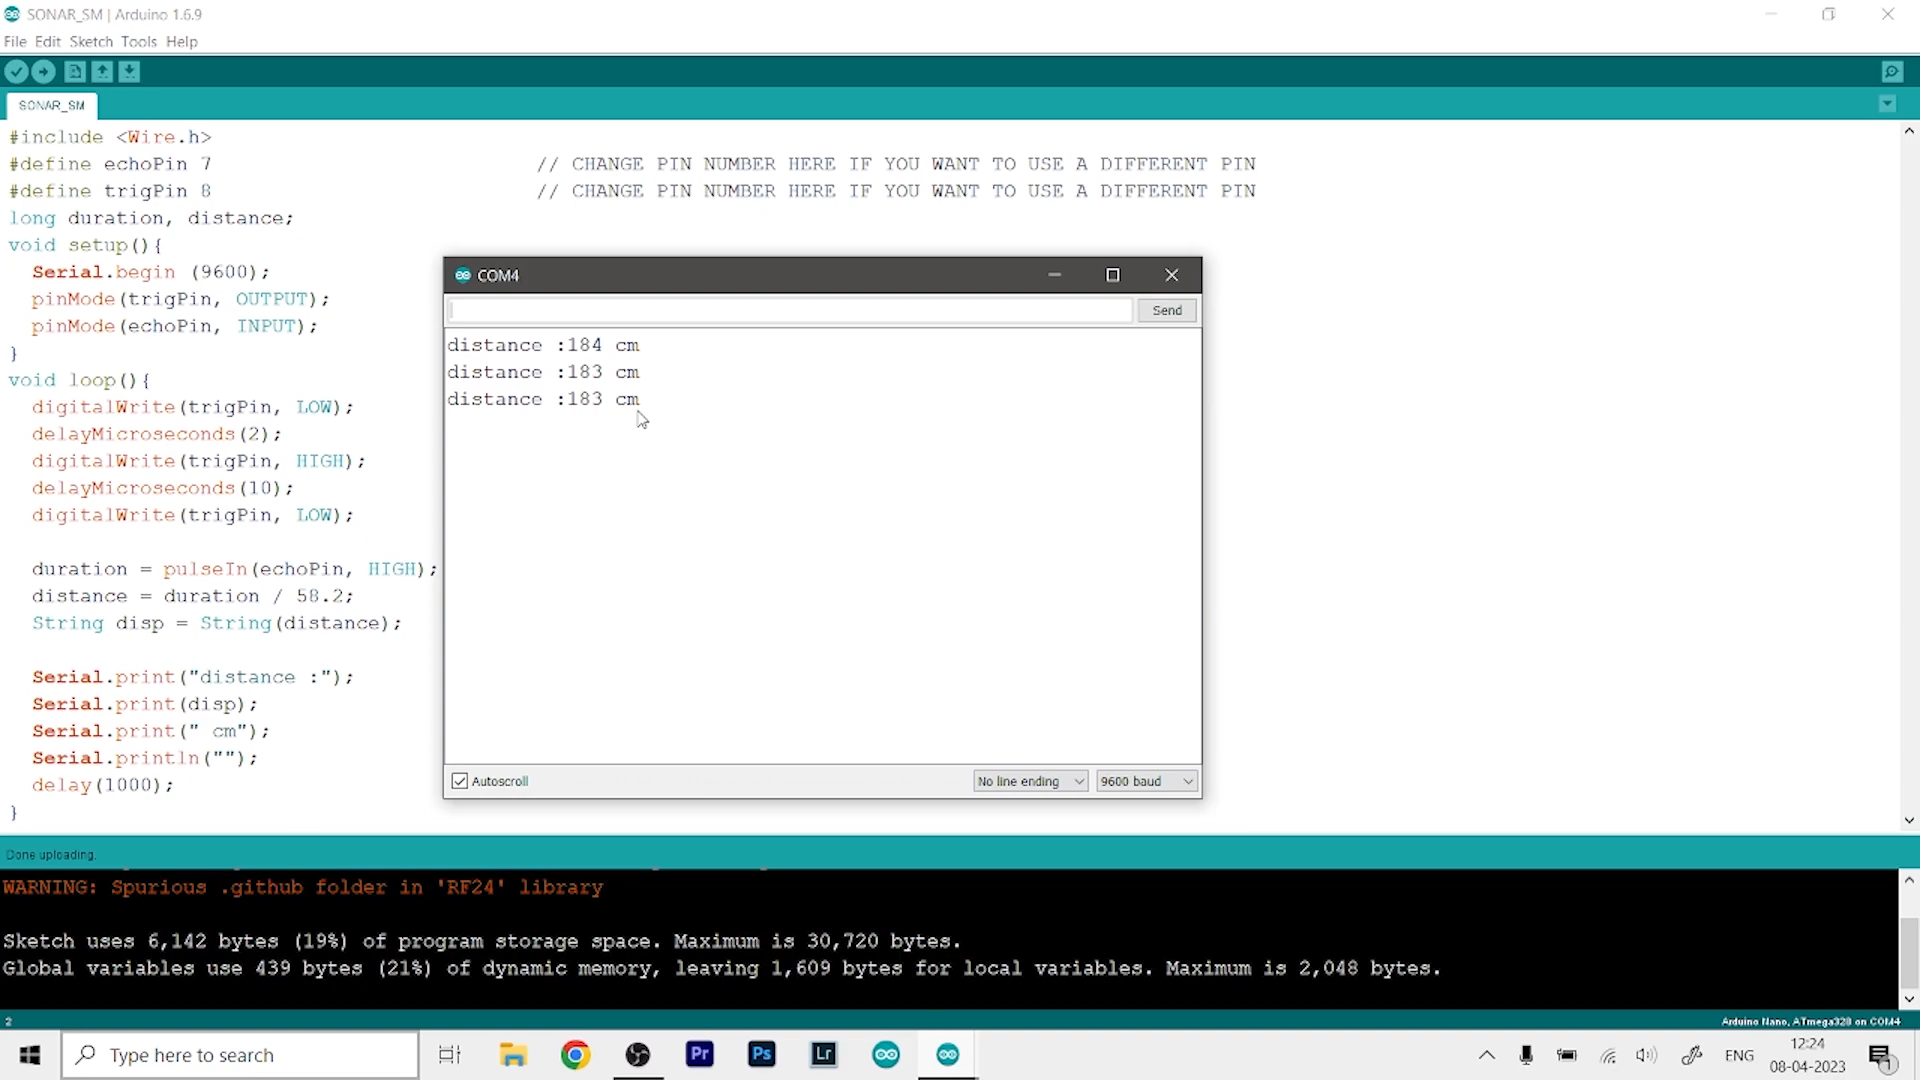 SONAR_SM | Arduino 1.6.9
File Edit Sketch Tools Help
SONAR_SM
#include <Wire.h>
#define echoPin 7 // CHANGE PIN NUMBER HERE IF YOU WANT TO USE A DIFFERENT PIN
#define trigPin 8 // CHANGE PIN NUMBER HERE IF YOU WANT TO USE A DIFFERENT PIN
long duration, distance;
void setup(){
Serial.begin (9600);
pinMode(trigPin, OUTPUT);
pinMode(echoPin, INPUT);
}
void loop(){
digitalWrite(trigPin, LOW);
delayMicroseconds(2);
digitalWrite(trigPin, HIGH);
delayMicroseconds(10);
digitalWrite(trigPin, LOW);
duration = pulseIn(echoPin, HIGH);
distance = duration / 58.2;
String disp = String(distance);
Serial.print("distance :");
Serial.print(disp);
Serial.print(" cm");
Serial.println("");
delay(1000);
}
COM4
Send
distance :184 cm
distance :183 cm
distance :183 cm
Autoscroll
No line ending
9600 baud
Done uploading.
WARNING: Spurious .github folder in 'RF24' library
Sketch uses 6,142 bytes (19%) of program storage space. Maximum is 30,720 bytes.
Global variables use 439 bytes (21%) of dynamic memory, leaving 1,609 bytes for local variables. Maximum is 2,048 bytes.
2
Arduino Nano, ATmega328 on COM4
Type here to search
Pr
Ps
Lr
ENG
12:24
08-04-2023
1